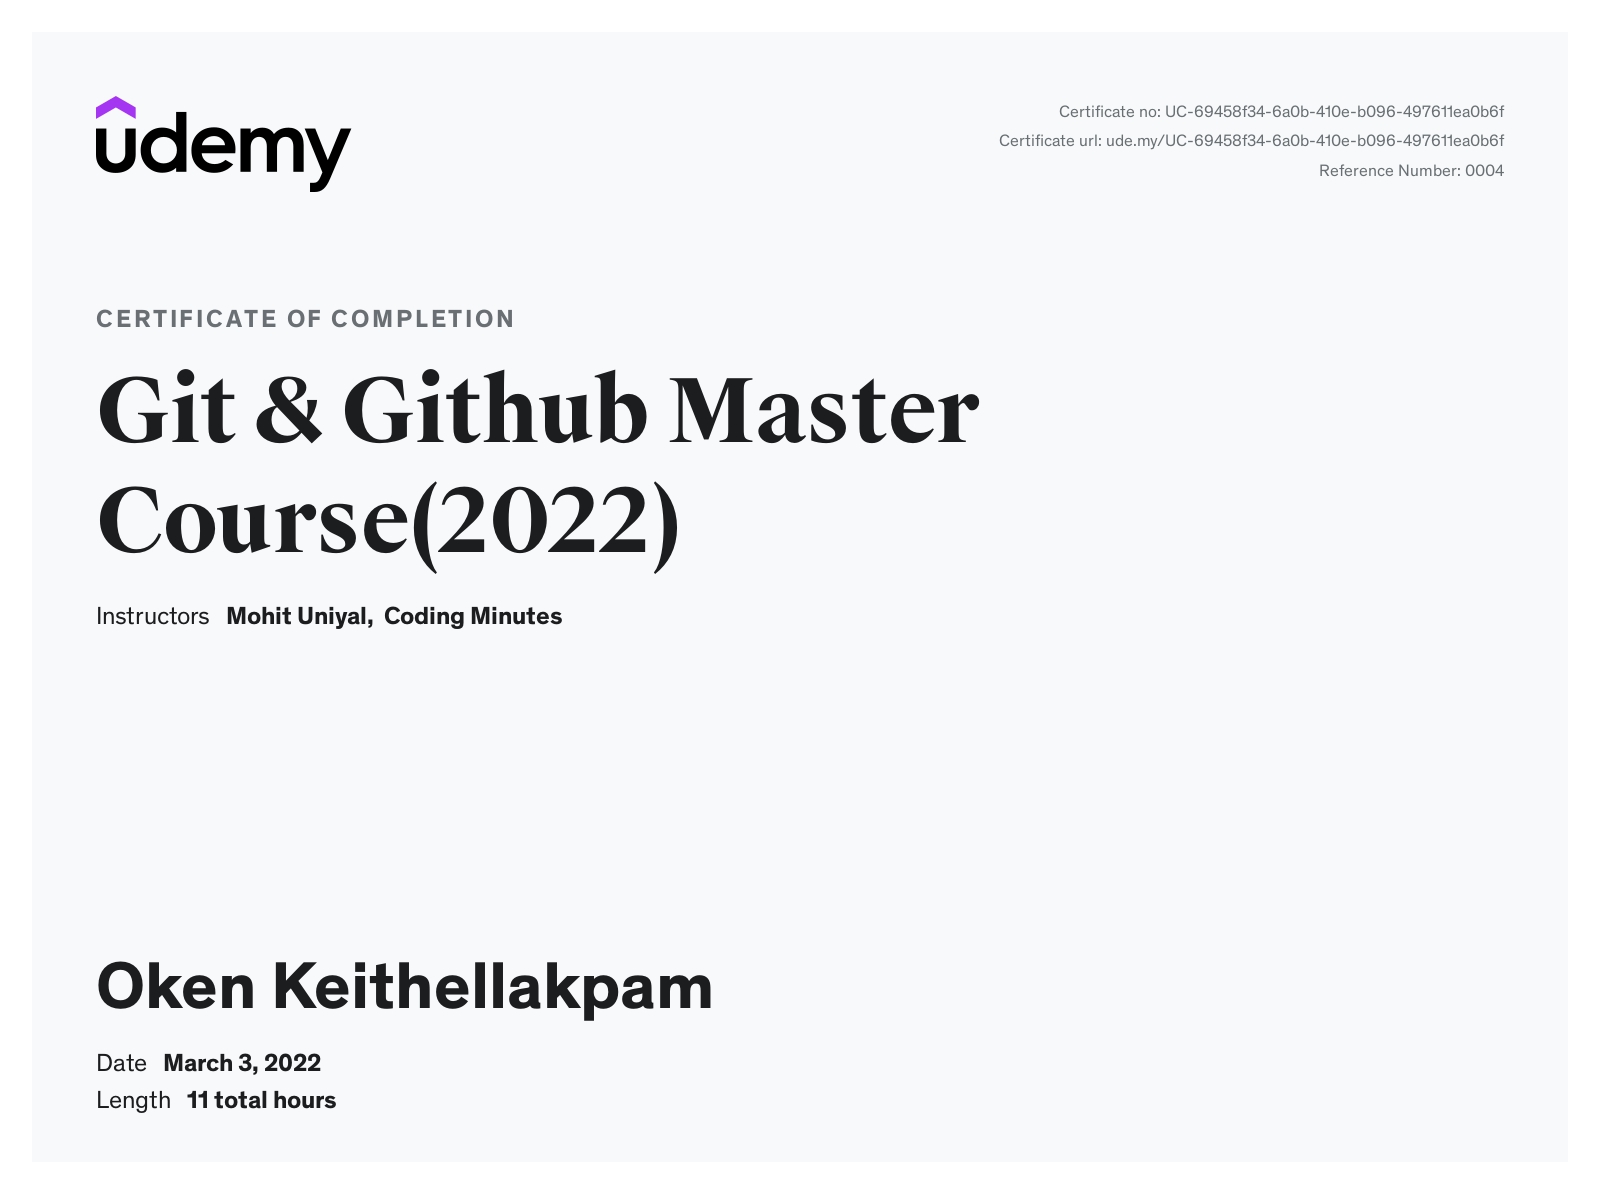 udemy
Certificate no: UC-69458f34-6a0b-410e-b096-497611ea0b6f
Certificate url: ude.my/UC-69458f34-6a0b-410e-b096-497611ea0b6f
Reference Number: 0004
CERTIFICATE OF COMPLETION
Git & Github Master
Course(2022)
Instructors Mohit Uniyal, Coding Minutes
Oken Keithellakpam
Date March 3, 2022
Length 11 total hours